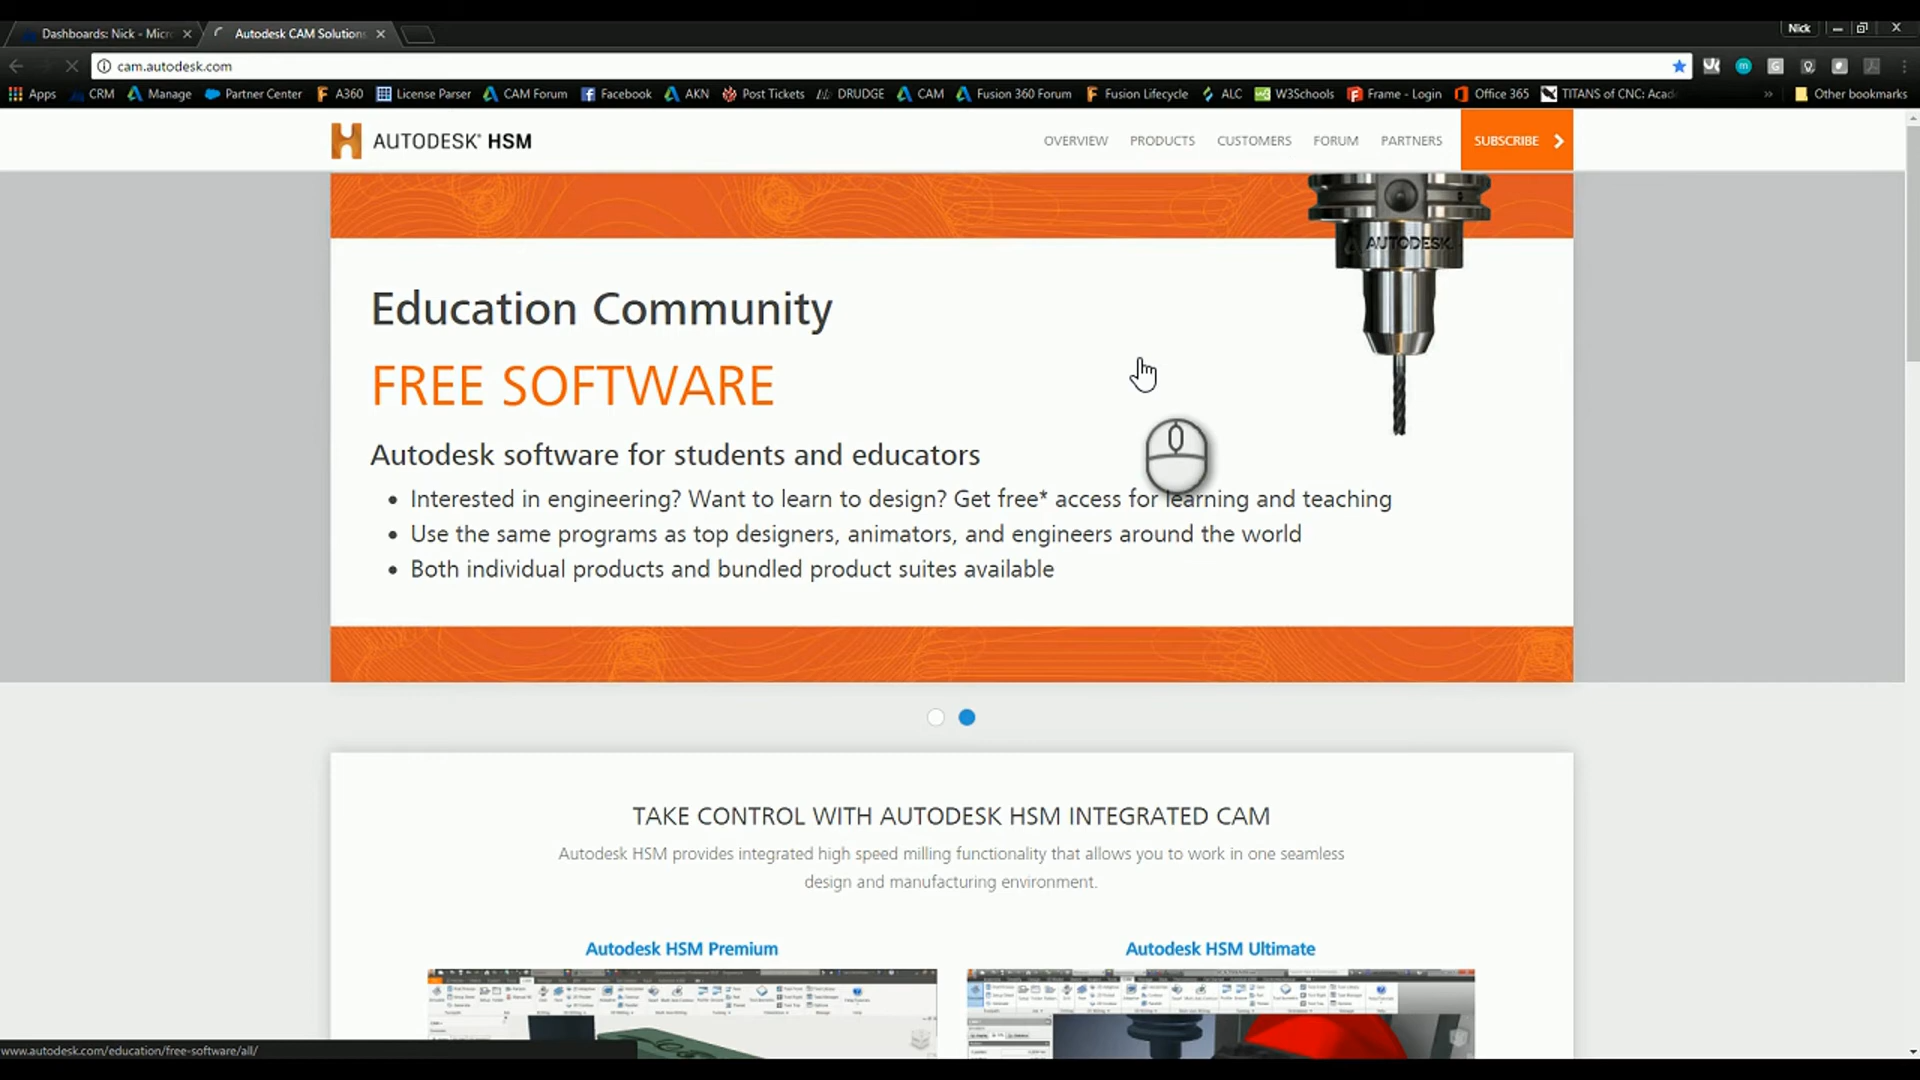 Dashboards: Nick - Micr
Autodesk CAM Solutions
Nick
cam.autodesk.com
Apps
CRM
Manage
Partner Center
A360
License Parser
CAM Forum
Facebook
AKN
Post Tickets
DRUDGE
CAM
Fusion 360 Forum
Fusion Lifecycle
ALC
W3Schools
Frame - Login
Office 365
TITANS of CNC: Acad
Other bookmarks
AUTODESK® HSM
OVERVIEW
PRODUCTS
CUSTOMERS
FORUM
PARTNERS
SUBSCRIBE
AUTODESK
Education Community
FREE SOFTWARE
Autodesk software for students and educators
• Interested in engineering? Want to learn to design? Get free* access for learning and teaching
• Use the same programs as top designers, animators, and engineers around the world
• Both individual products and bundled product suites available
TAKE CONTROL WITH AUTODESK HSM INTEGRATED CAM
Autodesk HSM provides integrated high speed milling functionality that allows you to work in one seamless
design and manufacturing environment.
Autodesk HSM Premium
Autodesk HSM Ultimate
www.autodesk.com/education/free-software/all/